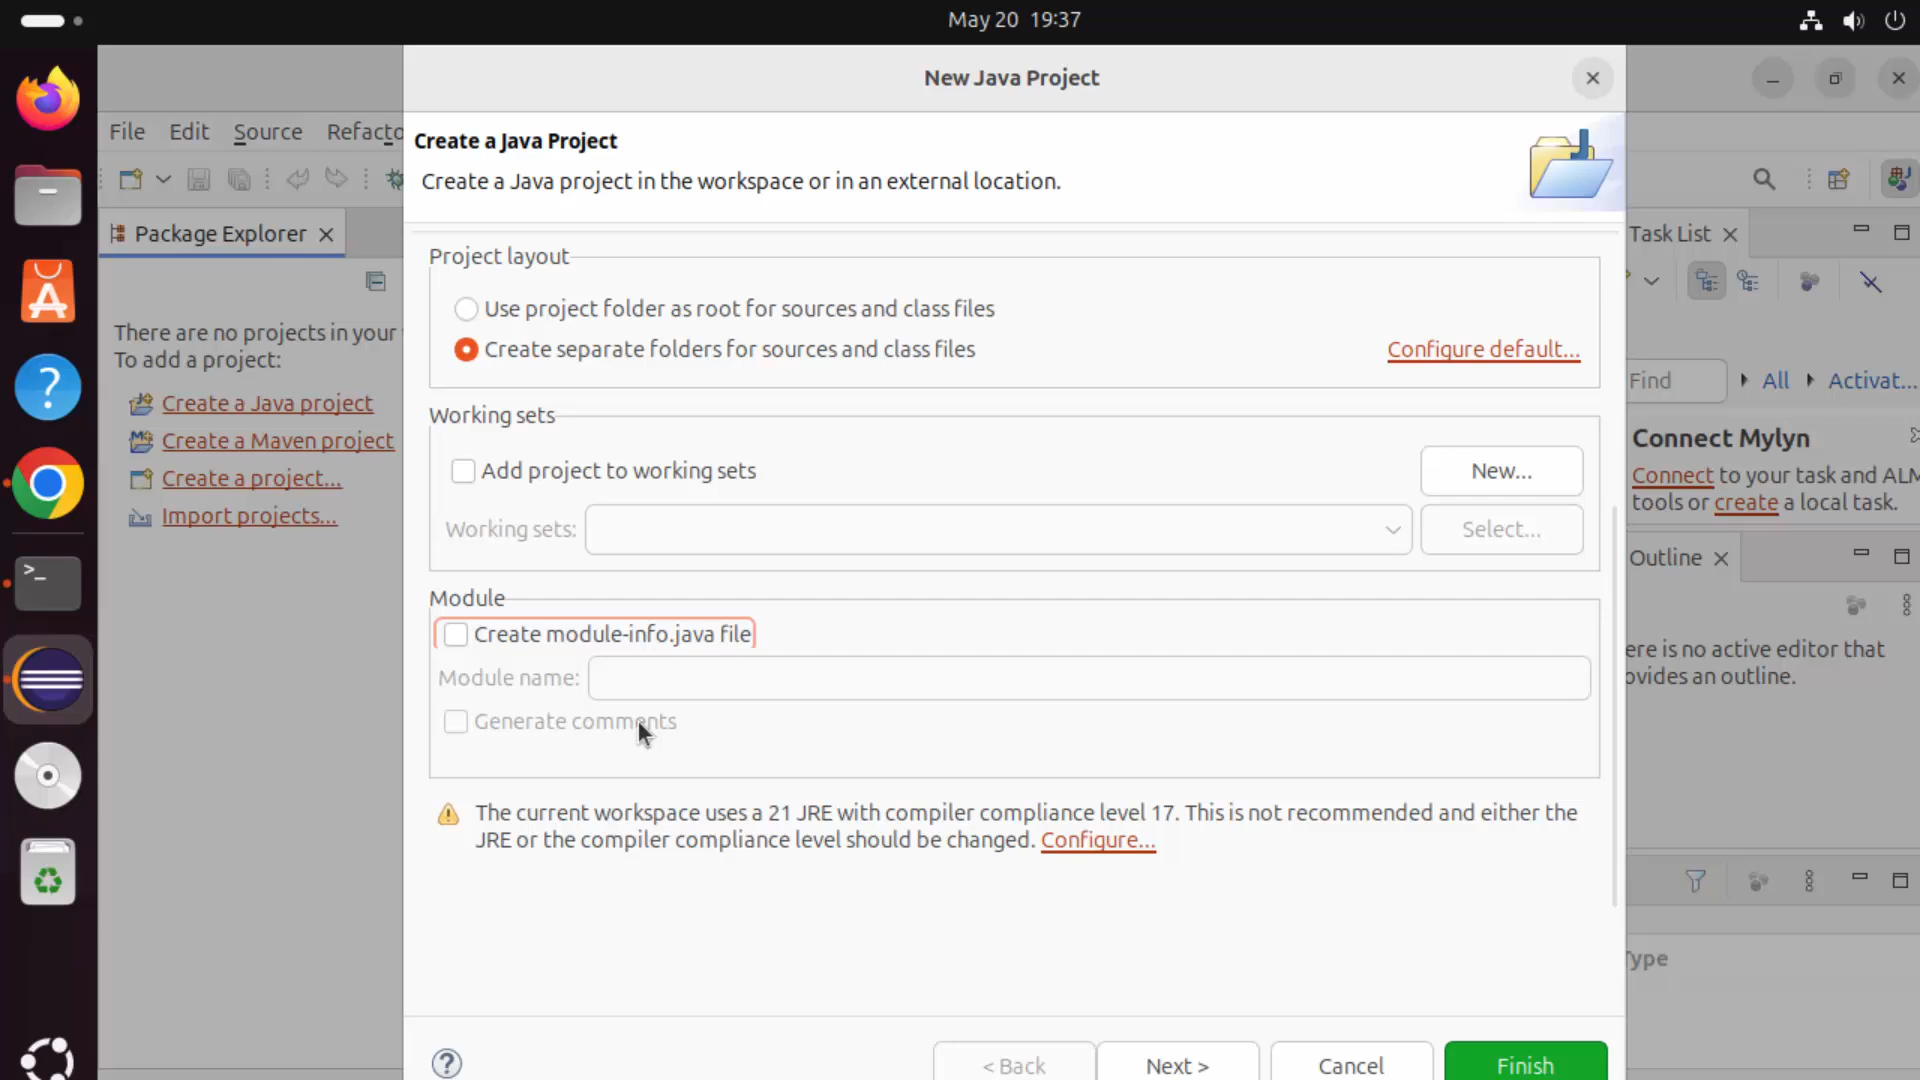 May 20 19:37
New Java Project
File Edit Source Refacto
Create a Java Project
Create a Java project in the workspace or in an external location.
Package Explorer
Task List
There are no projects in your
To add a project:
Create a Java project
Create a Maven project
Create a project...
Import projects...
Project layout
Use project folder as root for sources and class files
Create separate folders for sources and class files
Configure default...
Working sets
Add project to working sets
New...
Working sets:
Select...
Module
Create module-info.java file
Module name:
Generate comments
The current workspace uses a 21 JRE with compiler compliance level 17. This is not recommended and either the
JRE or the compiler compliance level should be changed. Configure...
Find
All
Activat...
Connect Mylyn
Connect to your task and ALM
tools or create a local task.
Outline
ere is no active editor that
ovides an outline.
Type
< Back
Next >
Cancel
Finish